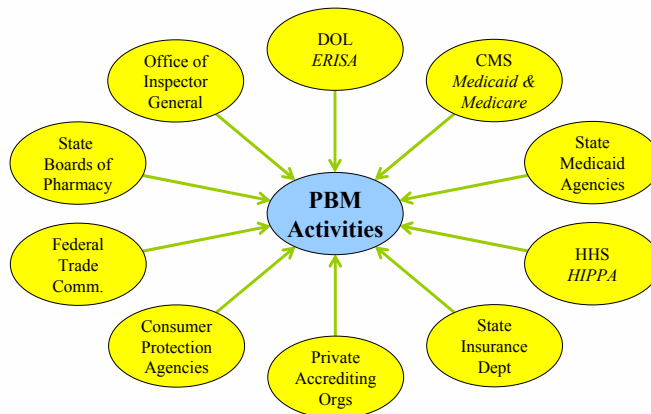 DOL
ERISA
Office of
Inspector
General
CMS
Medicaid &
Medicare
State
Boards of
Pharmacy
State
Medicaid
Agencies
PBM
Activities
Federal
Trade
Comm.
HHS
HIPPA
Consumer
Protection
Agencies
State
Insurance
Dept
Private
Accrediting
Orgs